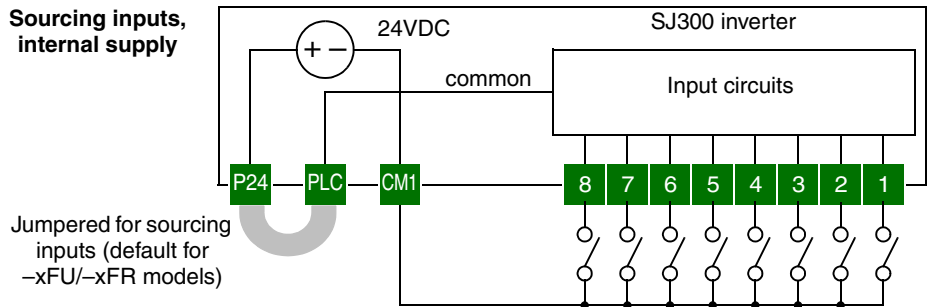 Sourcing inputs,
internal supply
+ –
24VDC
SJ300 inverter
common
Input circuits
P24 PLC CM1 8 7 6 5 4 3 2 1
Jumpered for sourcing
inputs (default for
–xFU/–xFR models)